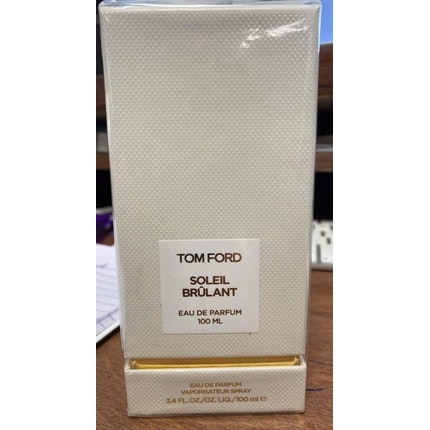 TOM FORD
SOLEIL
BRÛLANT
EAU DE PARFUM
100 ML
EAU DE PARFUM
VAPORISATEUR SPRAY
3.4 FL. OZ./OZ. LIQ./100 ml ℮